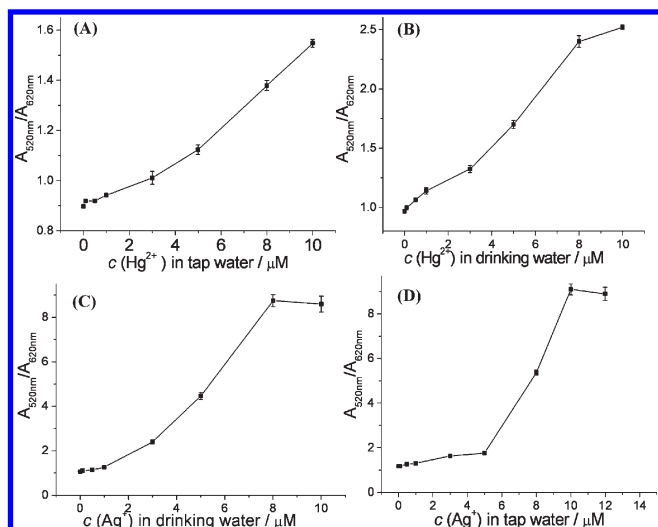 (A)
A520nm/A620nm
1.6
1.4
1.2
1.0
0.8
0 2 4 6 8 10
c (Hg2+ ) in tap water / μM
(B)
A520nm/A620nm
2.5
2.0
1.5
1.0
0 2 4 6 8 10
c (Hg2+) in drinking water / μM
(C)
A520nm/A620nm
8
6
4
2
0
0 2 4 6 8 10
c (Ag+) in drinking water / μM
(D)
A520nm/A620nm
8
6
4
2
0
0 2 4 6 8 10 12 14
c (Ag+) in tap water / μM